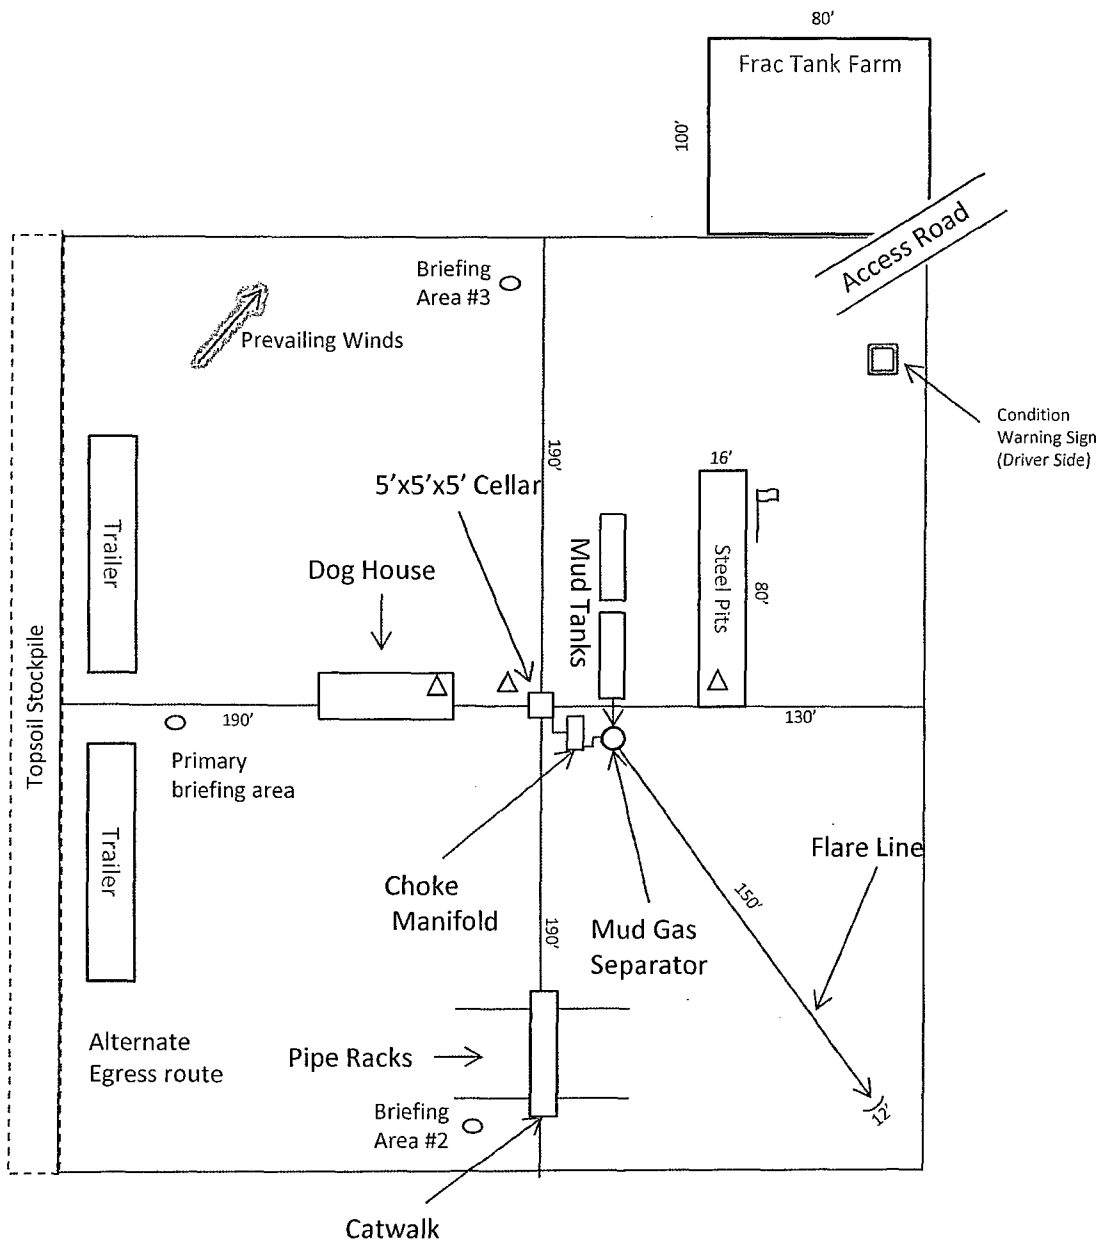 80'
Frac Tank Farm
100'
Access Road
Briefing
Area #3
Prevailing Winds
Condition
Warning Sign
(Driver Side)
190'
16'
5'x5'x5' Cellar
Trailer
Dog House
Mud Tanks
Steel Pits
80'
Topsoil Stockpile
190'
130'
Primary
briefing area
Trailer
Flare Line
Choke
Manifold
150'
190'
Mud Gas
Separator
Alternate
Egress route
Pipe Racks
Briefing
Area #2
12'
Catwalk